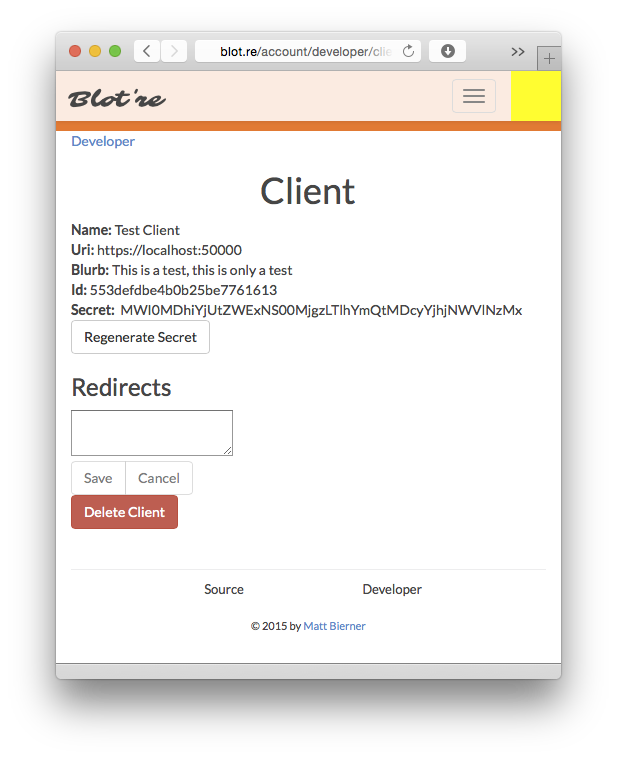 blot.re/account/developer/clie
Blot're
Developer
Client
Name: Test Client
Uri: https://localhost:50000
Blurb: This is a test, this is only a test
Id: 553defdbe4b0b25be7761613
Secret: MWI0MDhiYjUtZWExNS00MjgzLTlhYmQtMDcyYjhjNWVlNzMx
Regenerate Secret
Redirects
Save Cancel
Delete Client
Source Developer
© 2015 by Matt Bierner